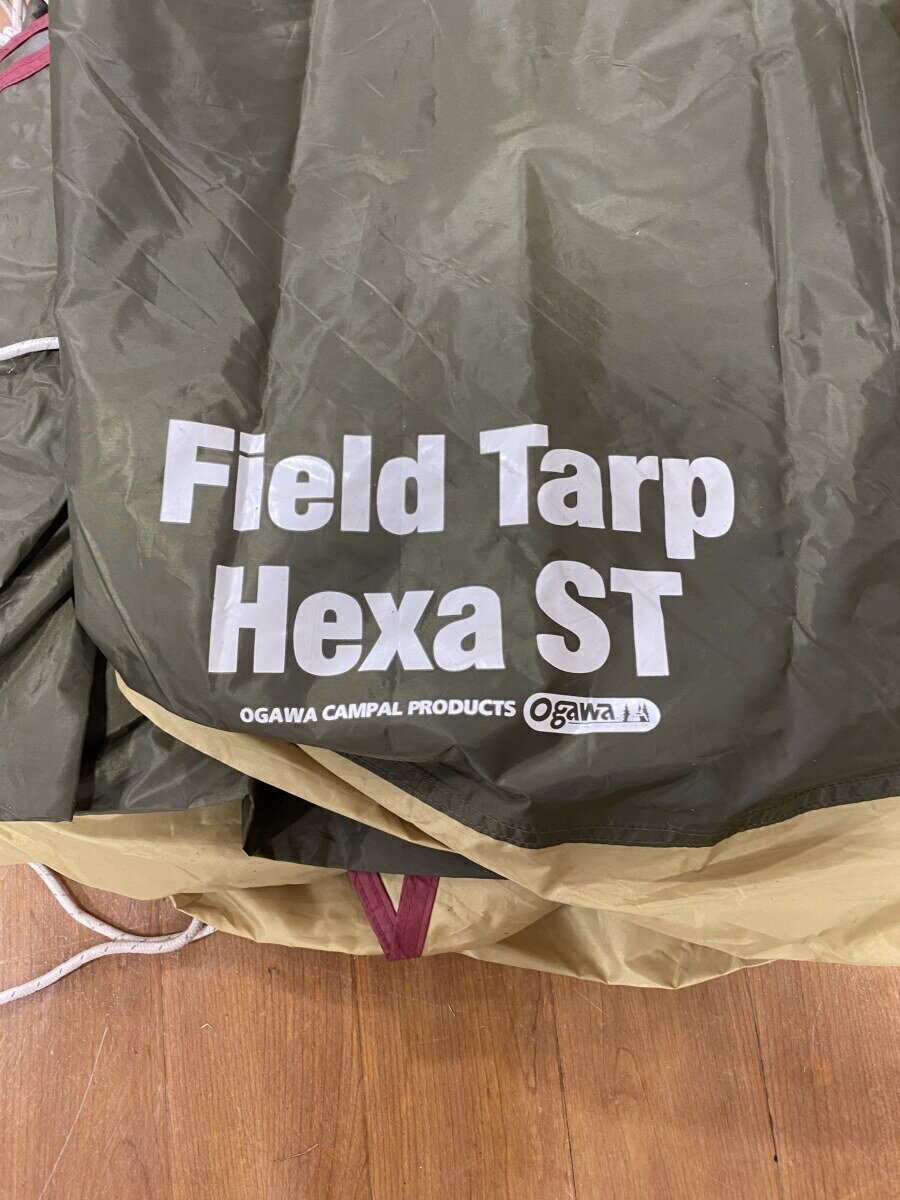 Field Tarp
Hexa ST
OGAWA CAMPAL PRODUCTS Ogawa